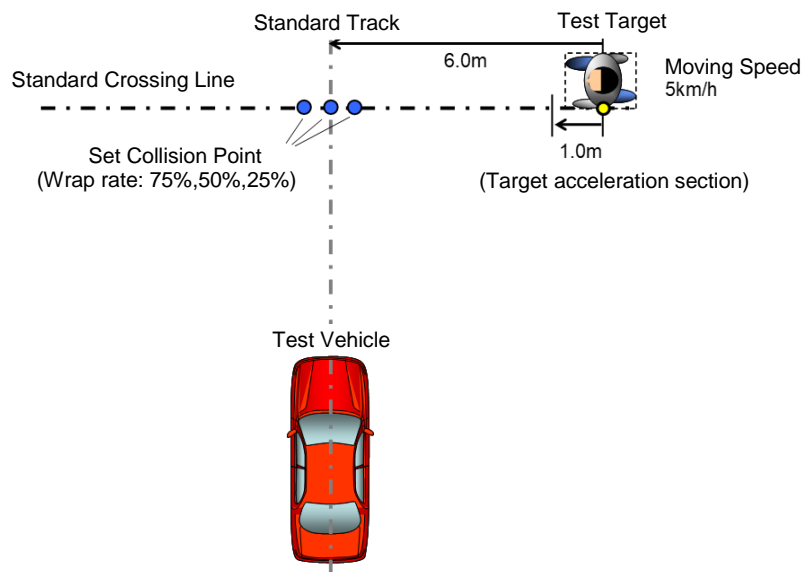 Standard Track
Test Target
6.0m
Moving Speed
5km/h
Standard Crossing Line
1.0m
Set Collision Point
(Wrap rate: 75%,50%,25%)
(Target acceleration section)
Test Vehicle